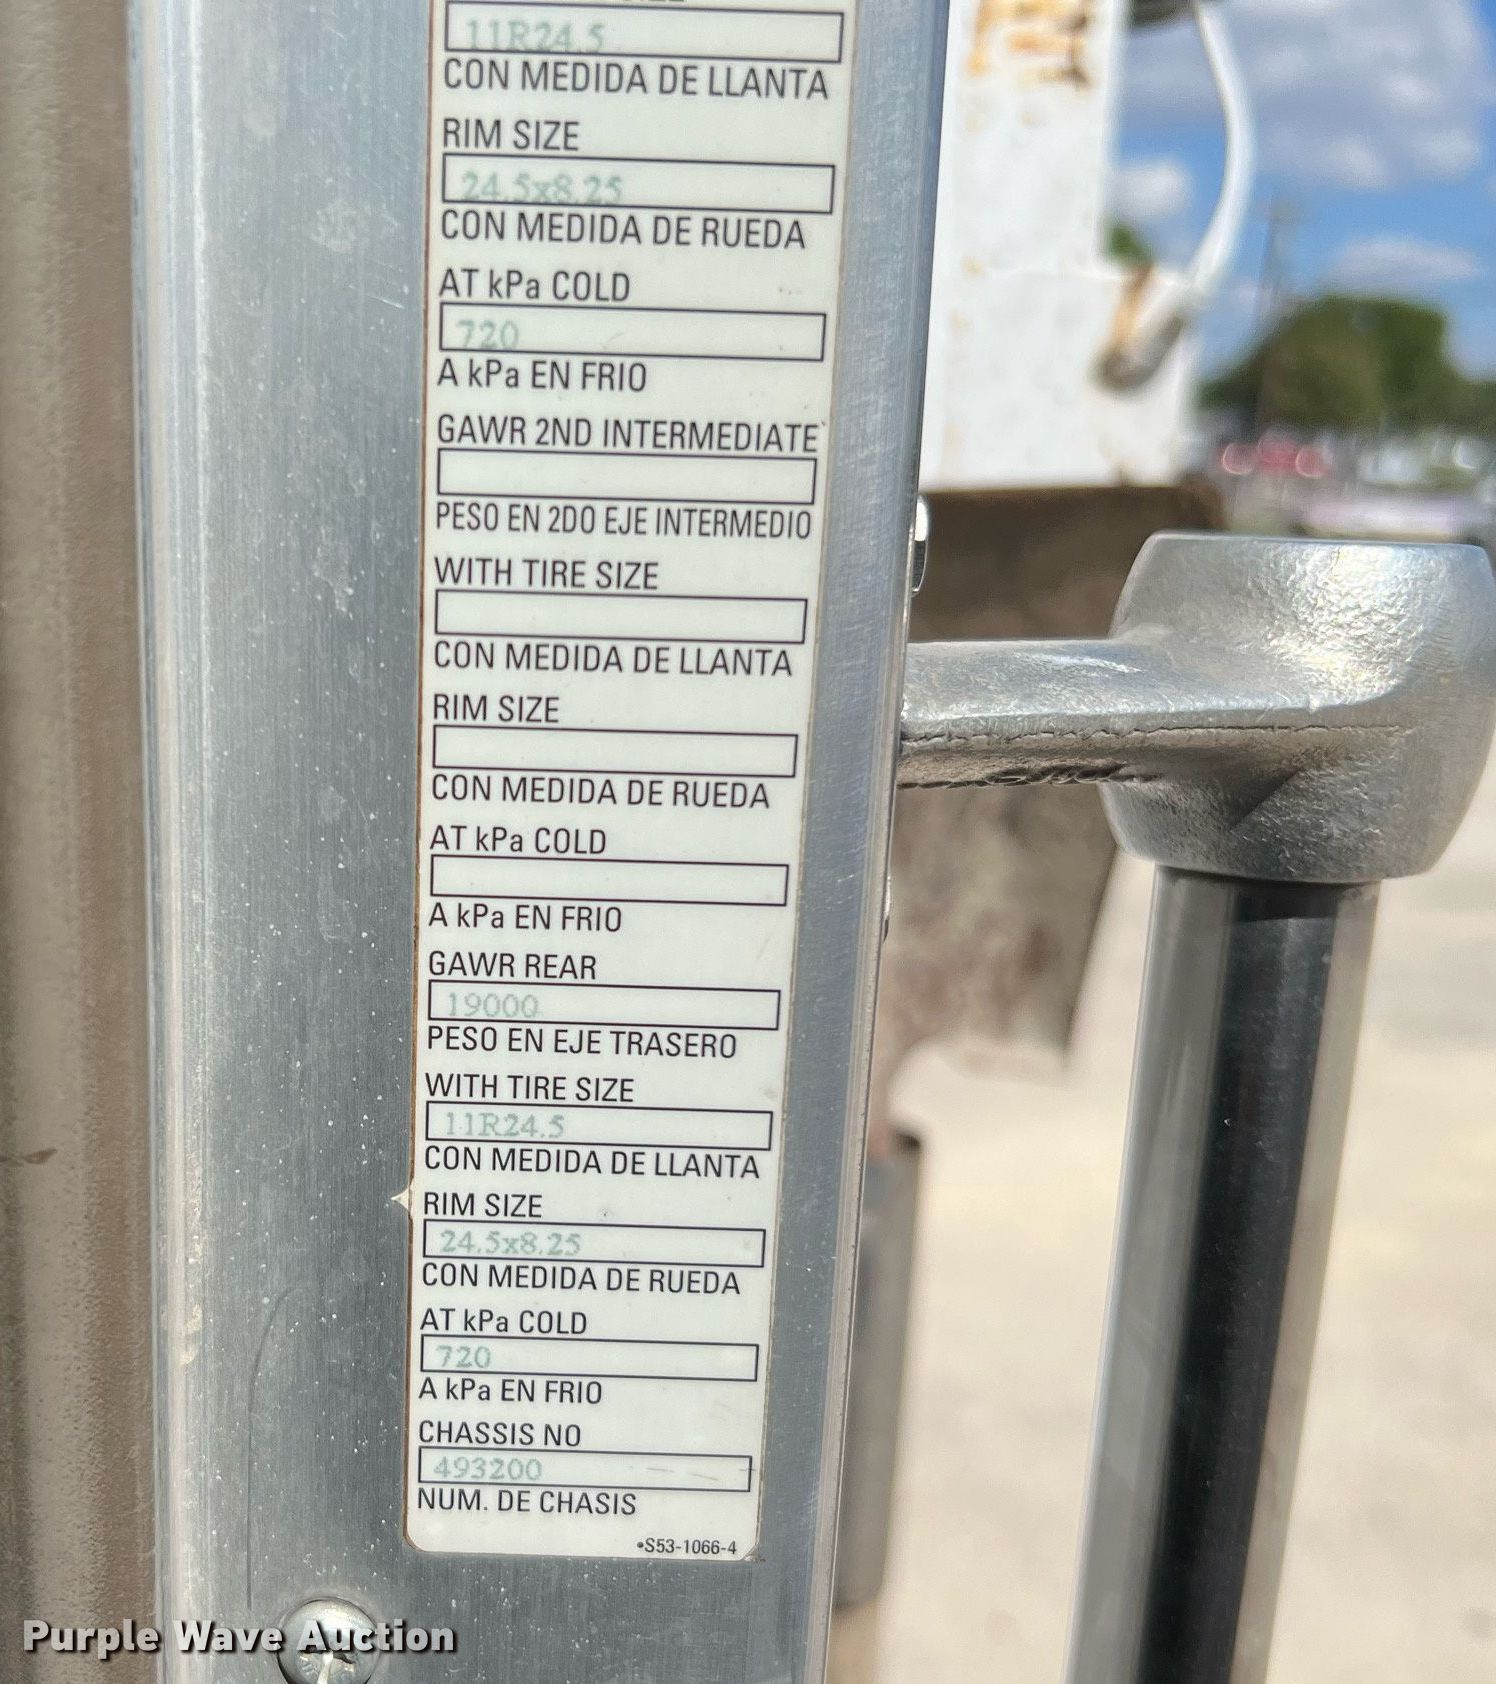 11R24.5
CON MEDIDA DE LLANTA
RIM SIZE
24.5x8.25
CON MEDIDA DE RUEDA
AT kPa COLD
720
A kPa EN FRIO
GAWR 2ND INTERMEDIATE
PESO EN 2DO EJE INTERMEDIO
WITH TIRE SIZE
CON MEDIDA DE LLANTA
RIM SIZE
CON MEDIDA DE RUEDA
AT kPa COLD
A kPa EN FRIO
GAWR REAR
19000
PESO EN EJE TRASERO
WITH TIRE SIZE
11R24.5
CON MEDIDA DE LLANTA
RIM SIZE
24.5x8.25
CON MEDIDA DE RUEDA
AT kPa COLD
720
A kPa EN FRIO
CHASSIS NO
493200
NUM. DE CHASIS
•S53-1066-4
Purple Wave Auction